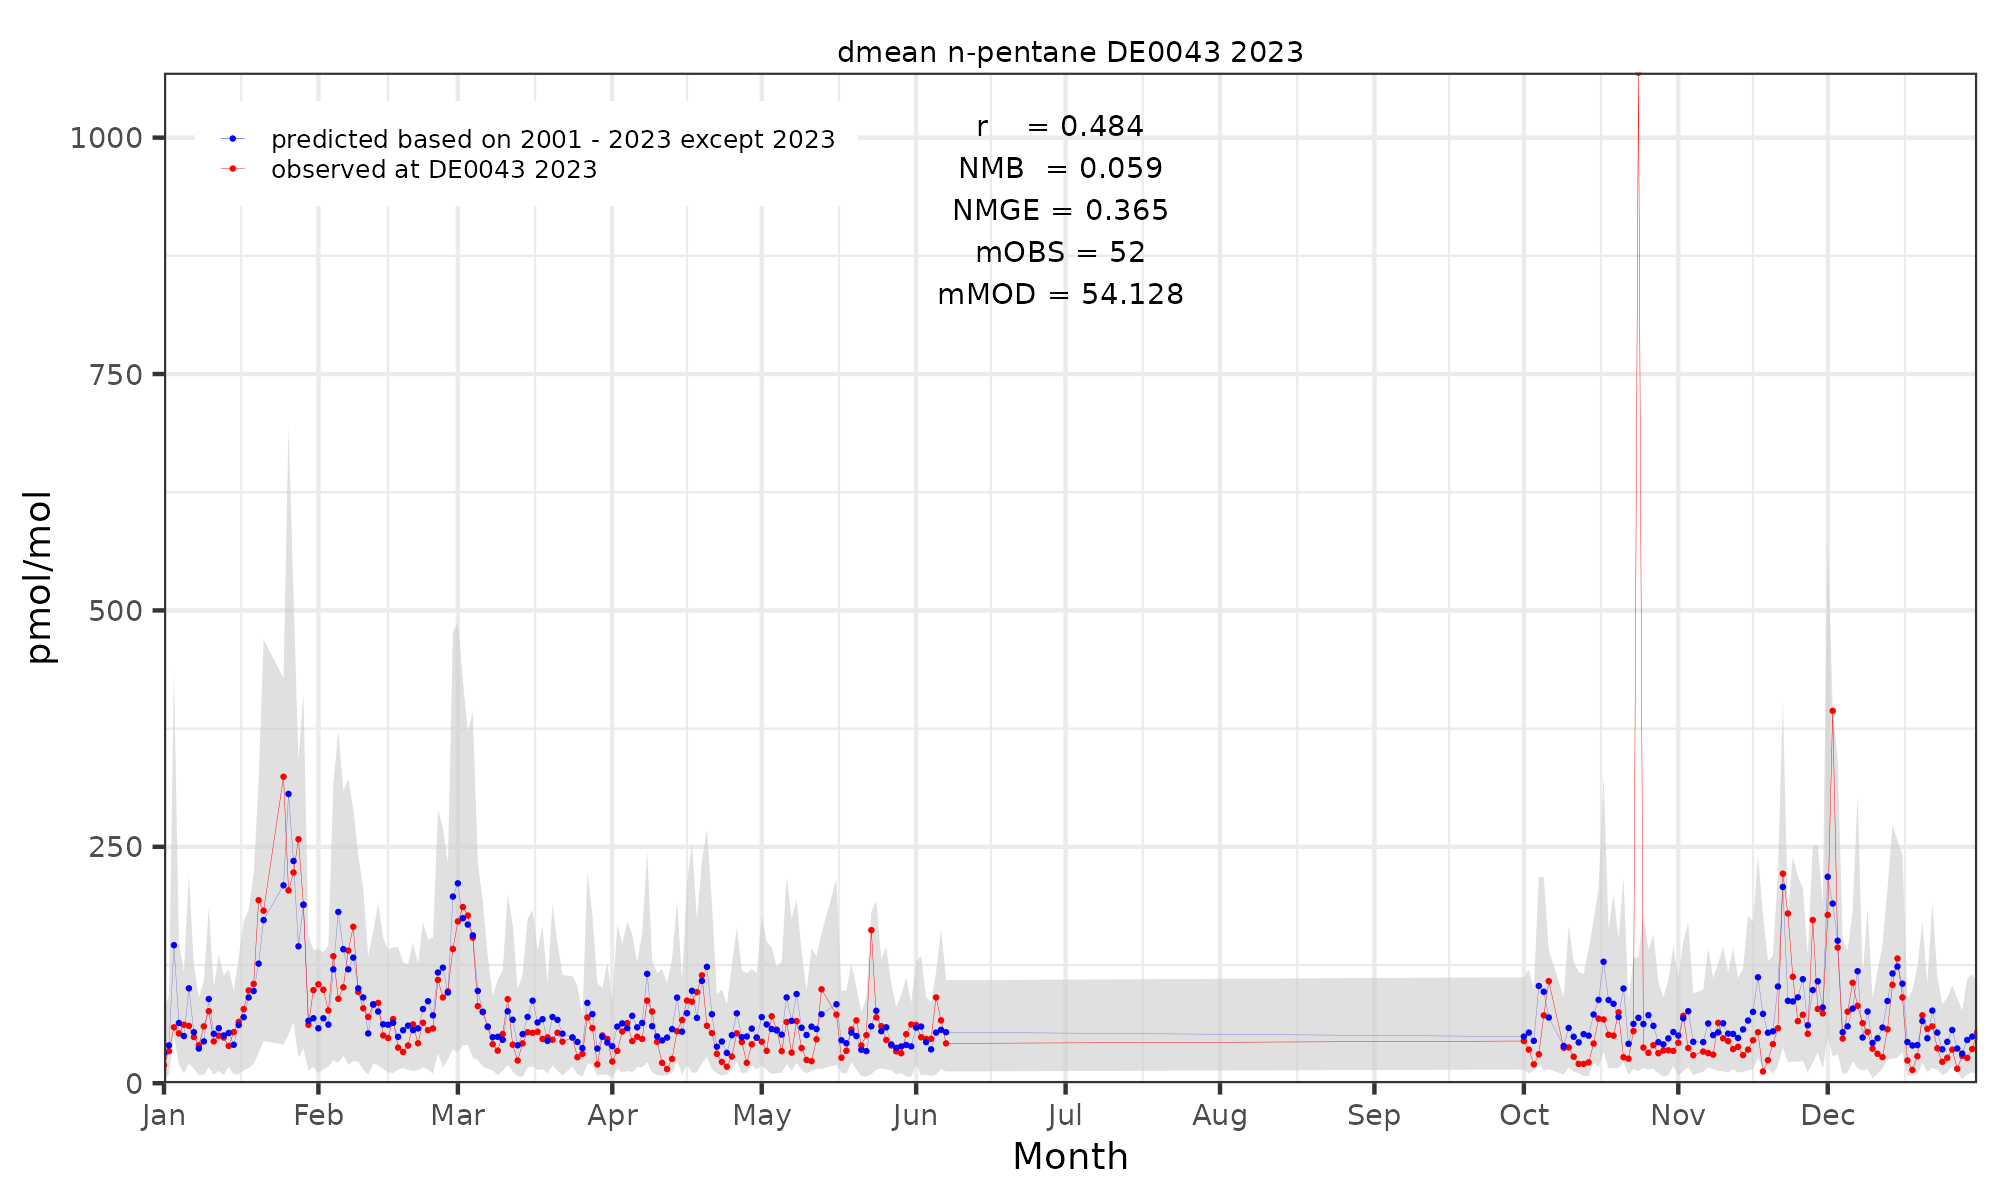 dmean n-pentane DE0043 2023
predicted based on 2001 - 2023 except 2023
observed at DE0043 2023
r = 0.484
NMB = 0.059
NMGE = 0.365
mOBS = 52
mMOD = 54.128
1000
750
500
250
0
pmol/mol
Jan Feb Mar Apr May Jun Jul Aug Sep Oct Nov Dec
Month